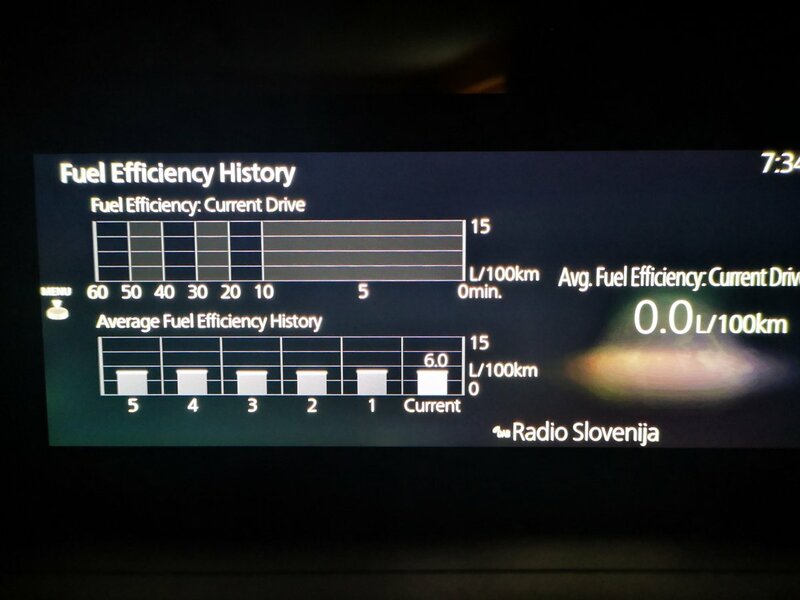 Fuel Efficiency History
7:34
Fuel Efficiency: Current Drive
15
L/100km
60 50 40 30 20 10 5 0min.
MENU
Avg. Fuel Efficiency: Current Driv
0.0 L/100km
Average Fuel Efficiency History
15
6.0
L/100km
0
5 4 3 2 1 Current
DAB Radio Slovenija